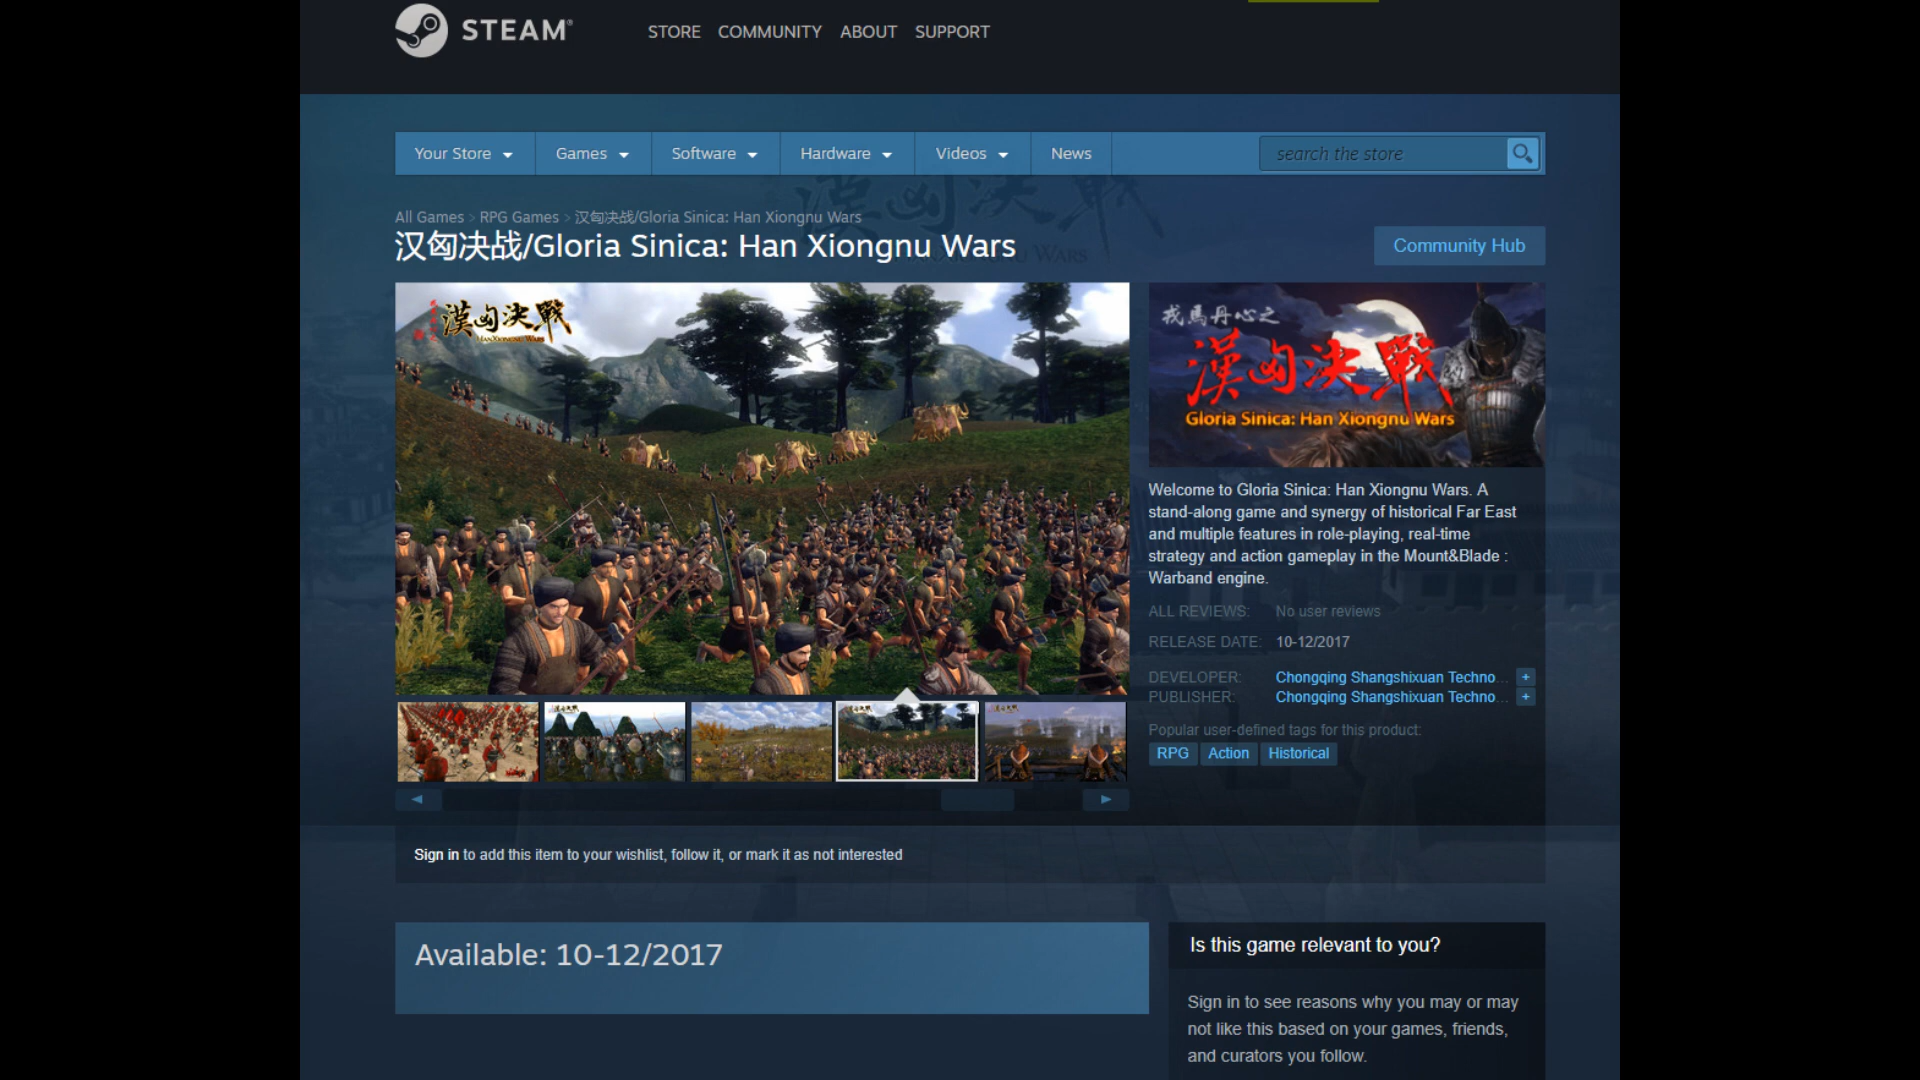 STEAM®
STORE COMMUNITY ABOUT SUPPORT
Your Store Games Software Hardware Videos News
search the store
All Games > RPG Games > 汉匈决战/Gloria Sinica: Han Xiongnu Wars
汉匈决战/Gloria Sinica: Han Xiongnu Wars
Community Hub
漢匈決戰
HanXiongnu Wars
戎馬丹心之
漢匈決戰
Gloria Sinica: Han Xiongnu Wars
Welcome to Gloria Sinica: Han Xiongnu Wars. A
stand-along game and synergy of historical Far East
and multiple features in role-playing, real-time
strategy and action gameplay in the Mount&Blade :
Warband engine.
ALL REVIEWS: No user reviews
RELEASE DATE: 10-12/2017
DEVELOPER: Chongqing Shangshixuan Techno... +
PUBLISHER: Chongqing Shangshixuan Techno... +
Popular user-defined tags for this product:
RPG Action Historical
Sign in to add this item to your wishlist, follow it, or mark it as not interested
Available: 10-12/2017
Is this game relevant to you?
Sign in to see reasons why you may or may
not like this based on your games, friends,
and curators you follow.